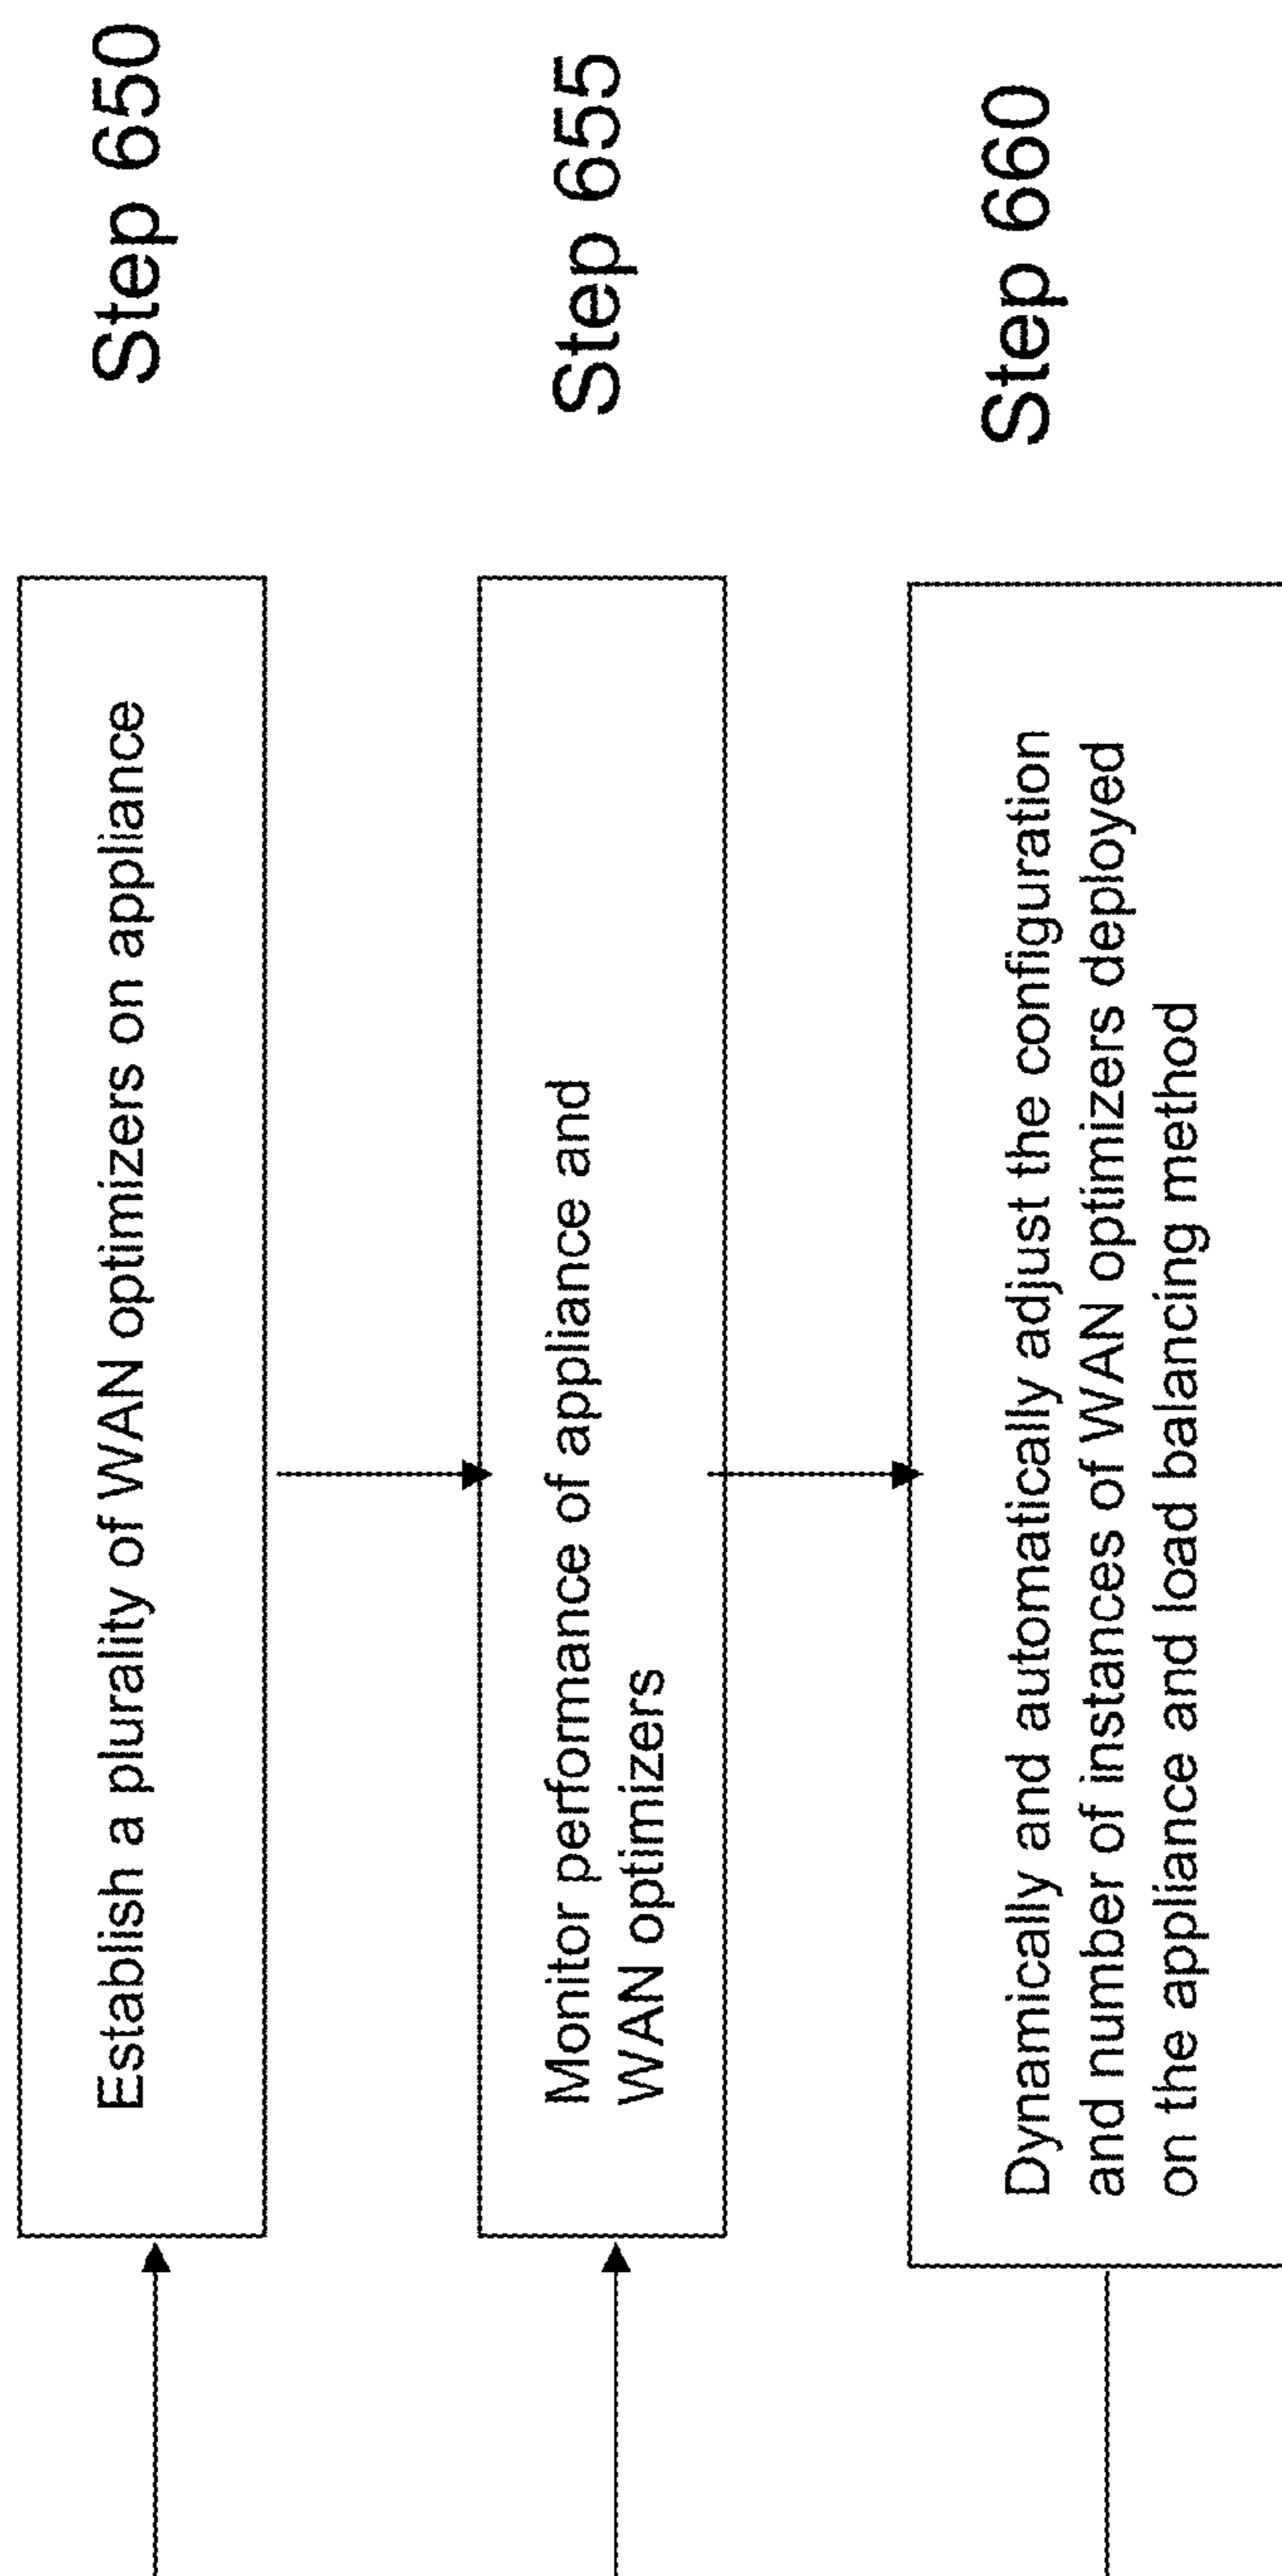 Step 650
Establish a plurality of WAN optimizers on appliance
Step 655
Monitor performance of appliance and
WAN optimizers
Step 660
Dynamically and automatically adjust the configuration
and number of instances of WAN optimizers deployed
on the appliance and load balancing method